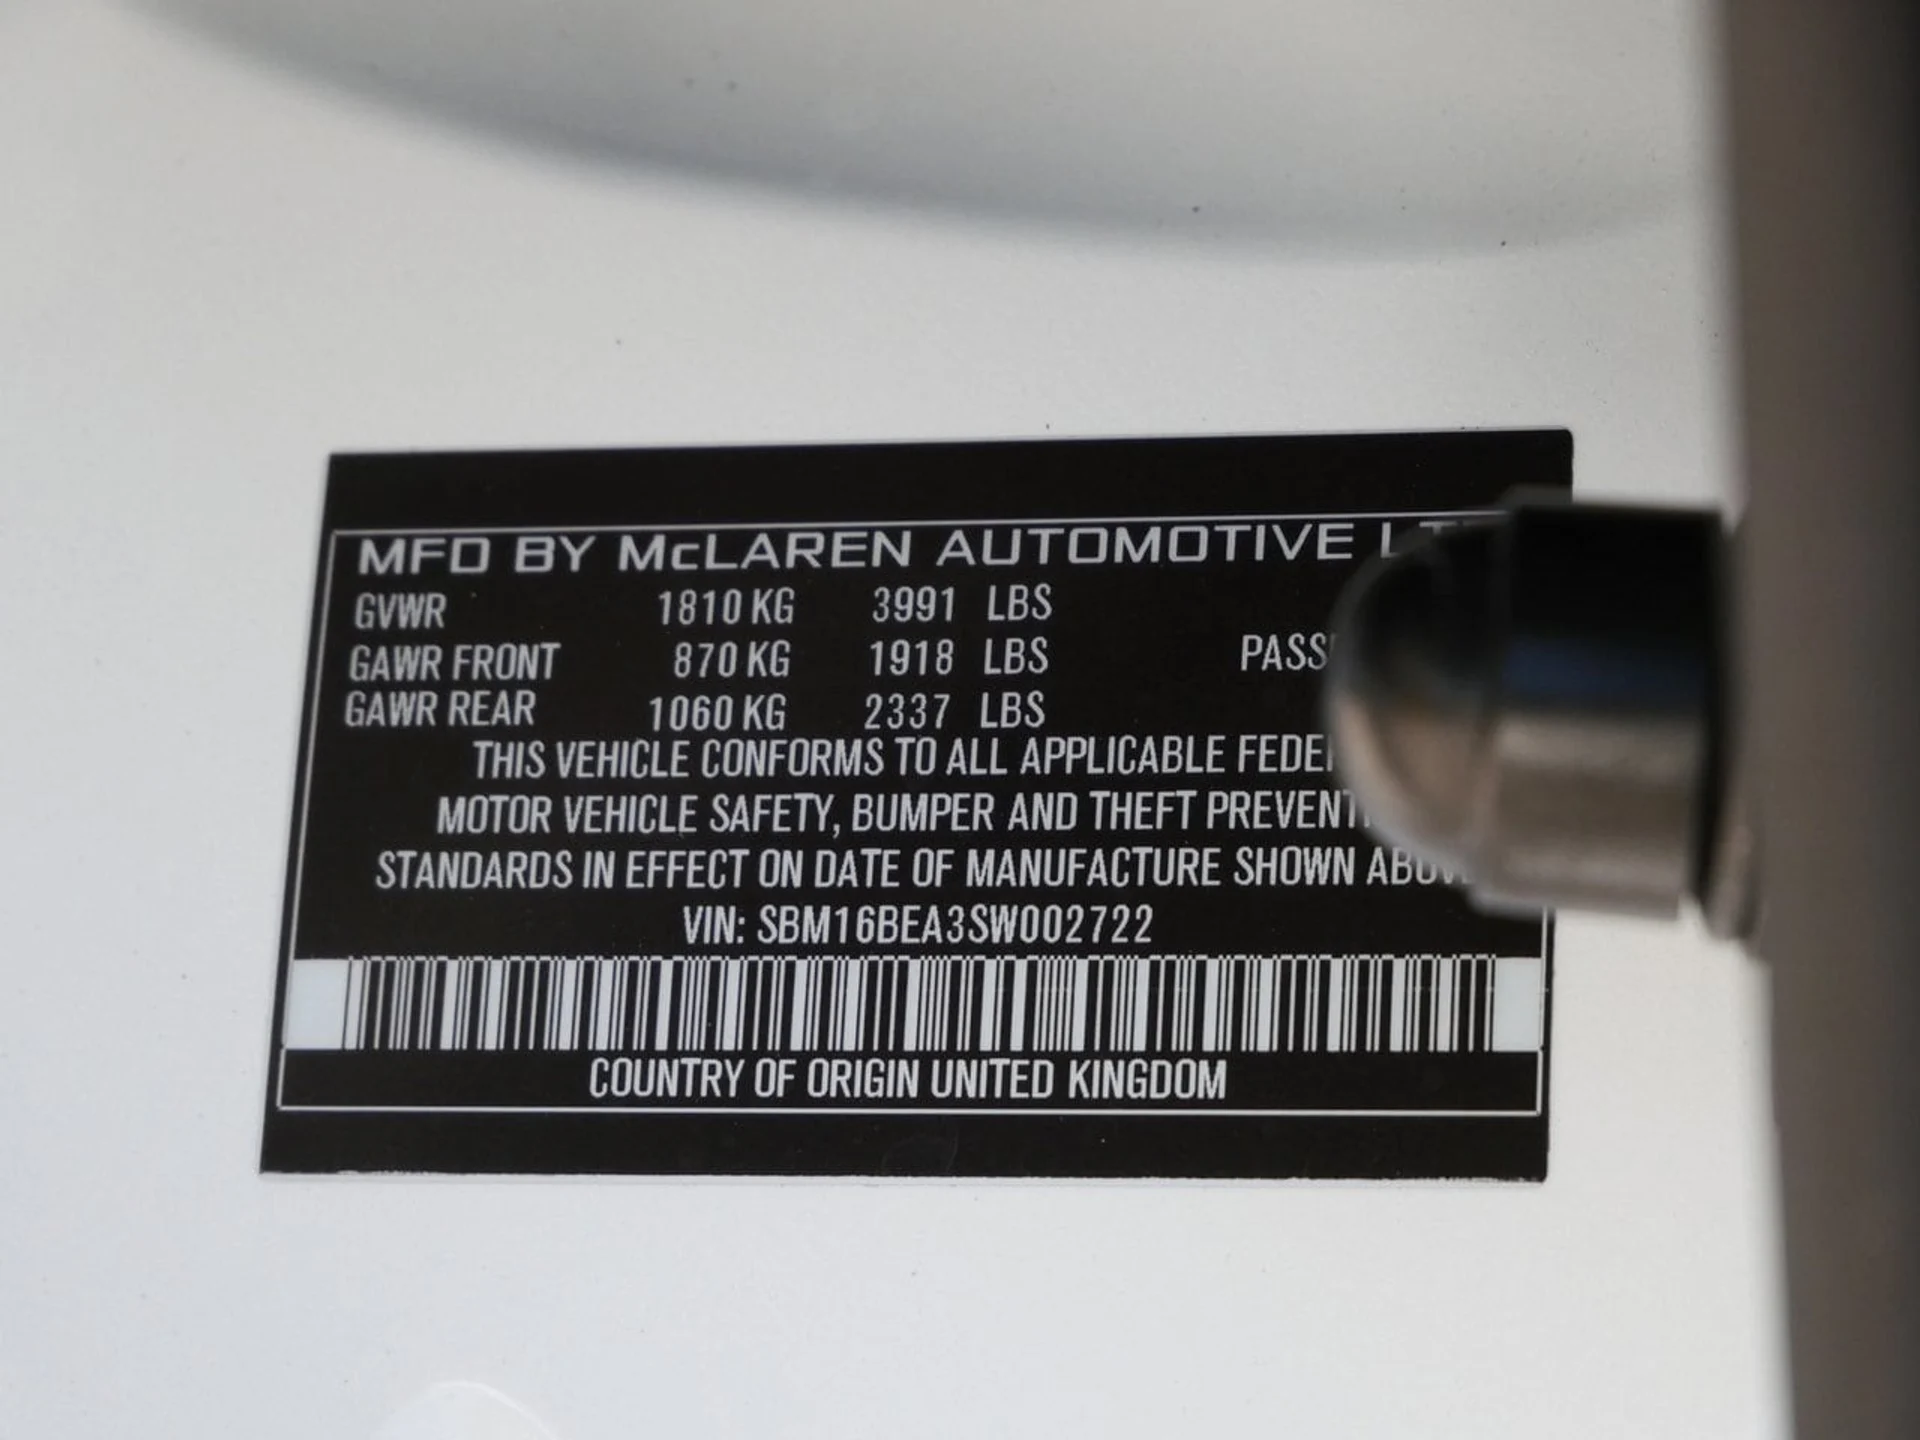 MFD BY McLAREN AUTOMOTIVE
GVWR 1810 KG 3991 LBS
GAWR FRONT 870 KG 1918 LBS
GAWR REAR 1060 KG 2337 LBS
THIS VEHICLE CONFORMS TO ALL APPLICABLE
MOTOR VEHICLE SAFETY, BUMPER AND THEFT
STANDARDS IN EFFECT ON DATE OF MANUFACTURE SHOWN
VIN: SBM16BEA3SW002722
COUNTRY OF ORIGIN UNITED KINGDOM